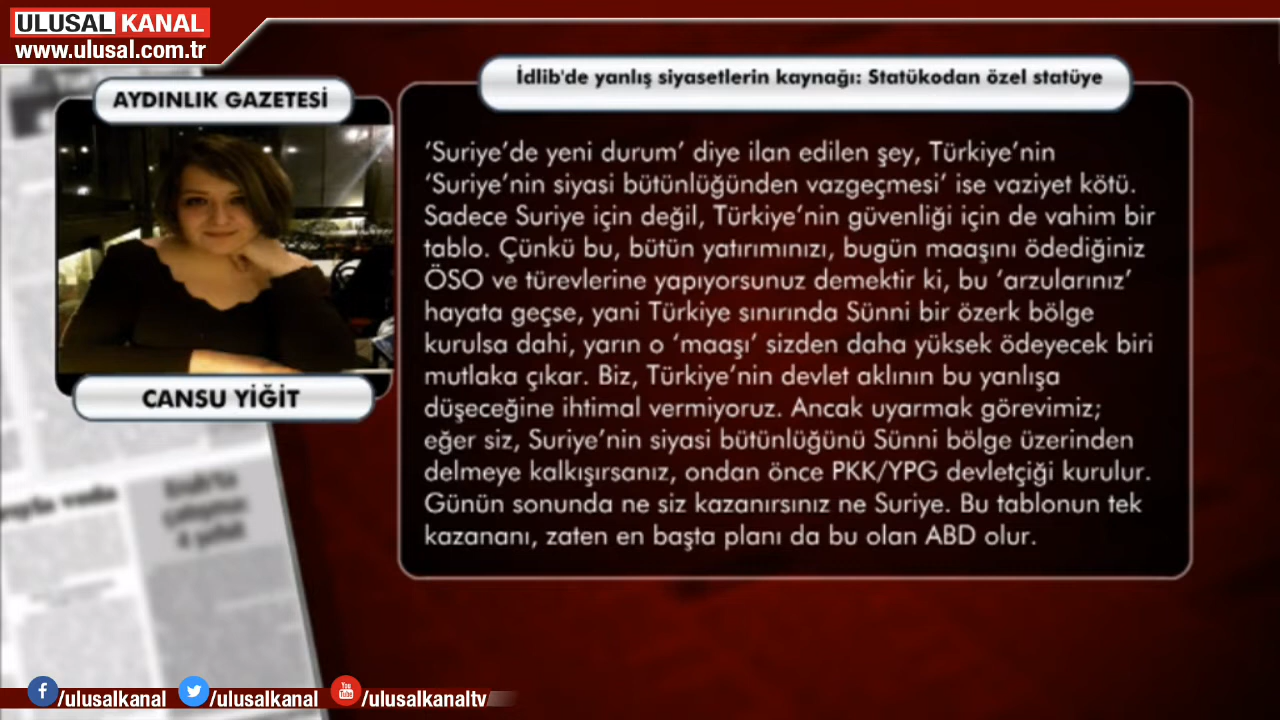 ULUSAL KANAL
www.ulusal.com.tr
AYDINLIK GAZETESİ
CANSU YİĞİT
İdlib'de yanlış siyasetlerin kaynağı: Statükodan özel statüye
‘Suriye’de yeni durum’ diye ilan edilen şey, Türkiye’nin
‘Suriye’nin siyasi bütünlüğünden vazgeçmesi’ ise vaziyet kötü.
Sadece Suriye için değil, Türkiye’nin güvenliği için de vahim bir
tablo. Çünkü bu, bütün yatırımınızı, bugün maaşını ödediğiniz
ÖSO ve türevlerine yapıyorsunuz demektir ki, bu ‘arzularınız’
hayata geçse, yani Türkiye sınırında Sünni bir özerk bölge
kurulsa dahi, yarın o ‘maaşı’ sizden daha yüksek ödeyecek biri
mutlaka çıkar. Biz, Türkiye’nin devlet aklının bu yanlışa
düşeceğine ihtimal vermiyoruz. Ancak uyarmak görevimiz;
eğer siz, Suriye’nin siyasi bütünlüğünü Sünni bölge üzerinden
delmeye kalkışırsanız, ondan önce PKK/YPG devletçiği kurulur.
Günün sonunda ne siz kazanırsınız ne Suriye. Bu tablonun tek
kazananı, zaten en başta planı da bu olan ABD olur.
/ulusalkanal /ulusalkanal /ulusalkanaltv